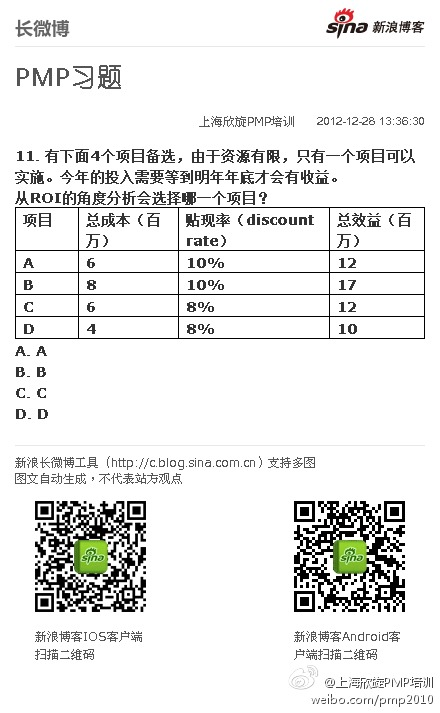 长微博
sina 新浪博客
PMP习题
上海欣旋PMP培训 2012-12-28 13:36:30
11. 有下面4个项目备选，由于资源有限，只有一个项目可以
实施。今年的投入需要等到明年年底才会有收益。
从ROI的角度分析会选择哪一个项目？
项目 总成本（百万） 贴现率（discount rate） 总效益（百万）
A 6 10% 12
B 8 10% 17
C 6 8% 12
D 4 8% 10
A. A
B. B
C. C
D. D
新浪长微博工具（http://c.blog.sina.com.cn）支持多图
图文自动生成，不代表站方观点
sina
sina
新浪博客IOS客户端
扫描二维码
新浪博客Android客
户端扫描二维码
@上海欣旋PMP培训
weibo.com/pmp2010